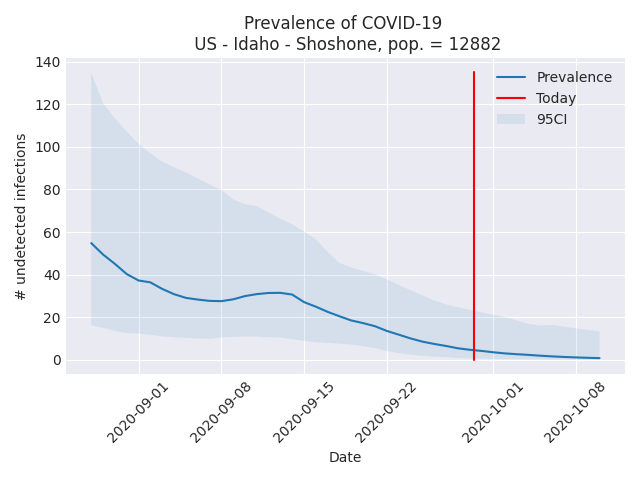 Prevalence of COVID-19
US - Idaho - Shoshone, pop. = 12882
140
120
100
80
60
40
20
0
# undetected infections
Prevalence
Today
95CI
2020-09-01
2020-09-08
2020-09-15
2020-09-22
2020-10-01
2020-10-08
Date